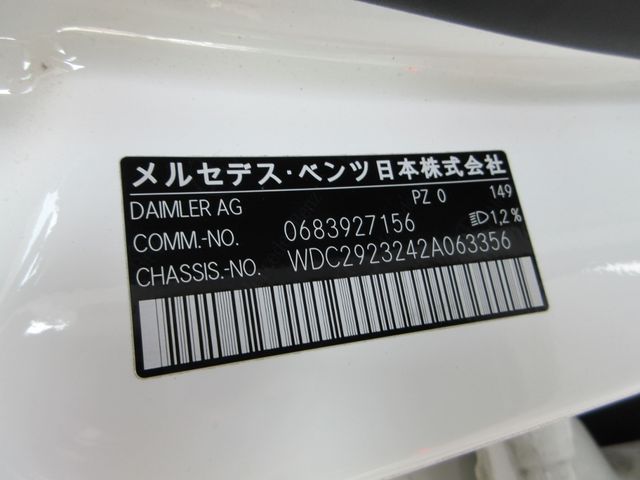 メルセデス・ベンツ日本株式会社
DAIMLER AG PZ 0 149
COMM.-NO. 0683927156 1,2%
CHASSIS.-NO. WDC2923242A063356